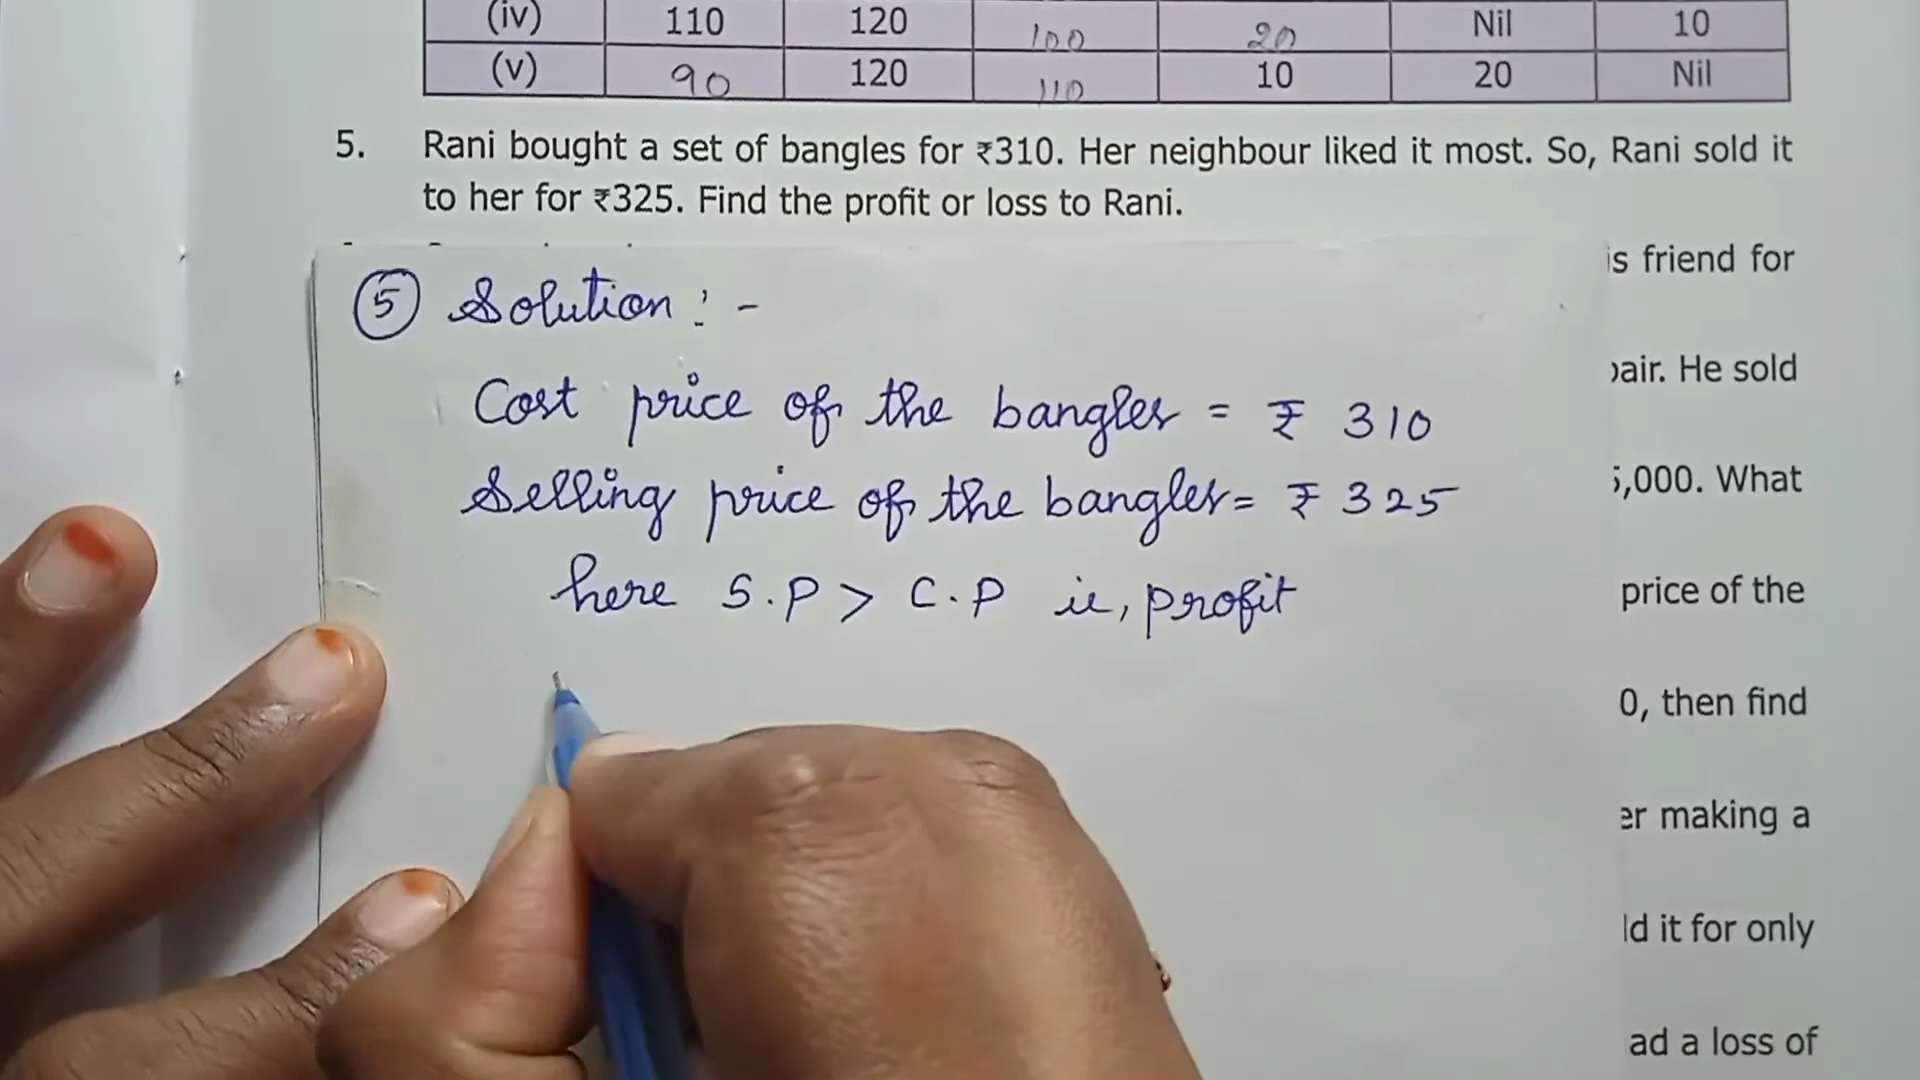 (iv) 110 120 100 20 Nil 10
(v) 90 120 110 10 20 Nil
5. Rani bought a set of bangles for ₹310. Her neighbour liked it most. So, Rani sold it
to her for ₹325. Find the profit or loss to Rani.
is friend for
5 Solution : -
Cost price of the bangles = ₹ 310
air. He sold
Selling price of the bangles = ₹ 325
,000. What
here S.P > C.P ie, profit
price of the
0, then find
er making a
ld it for only
ad a loss of